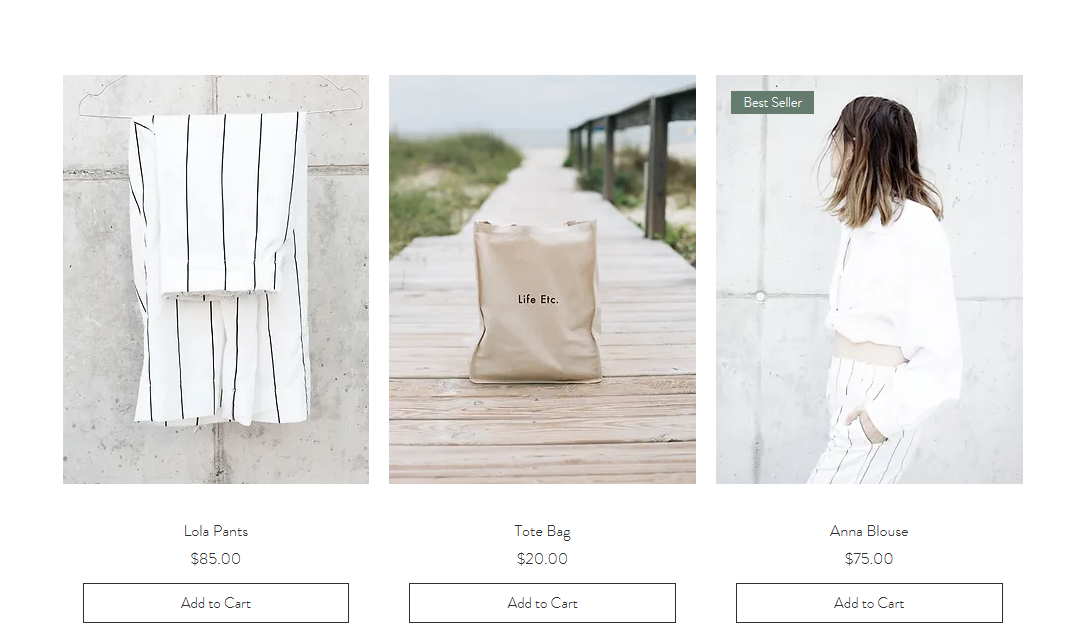 Best Seller
Life Etc.
Lola Pants
Tote Bag
Anna Blouse
$85.00
$20.00
$75.00
Add to Cart
Add to Cart
Add to Cart